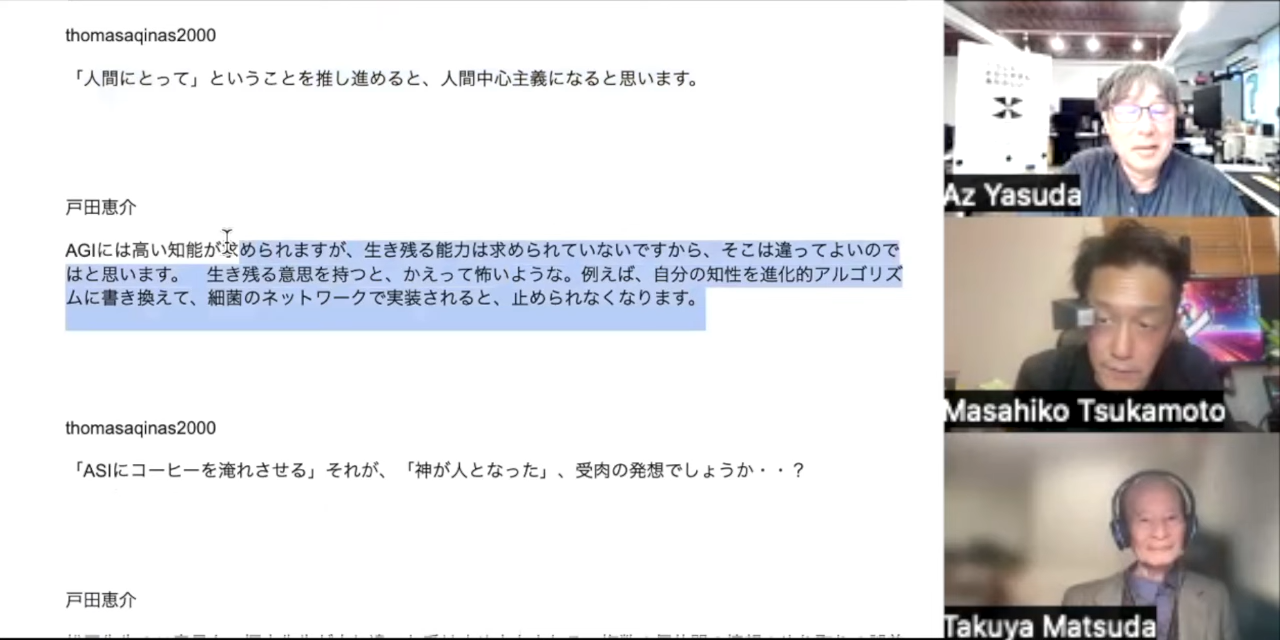 thomasaqinas2000
「人間にとって」ということを推し進めると、人間中心主義になると思います。
戸田恵介
AGIには高い知能が求められますが、生き残る能力は求められていないですから、そこは違ってよいので
はと思います。　生き残る意思を持つと、かえって怖いような。例えば、自分の知性を進化的アルゴリズ
ムに書き換えて、細菌のネットワークで実装されると、止められなくなります。
thomasaqinas2000
「ASIにコーヒーを淹れさせる」それが、「神が人となった」、受肉の発想でしょうか・・？
戸田恵介
Az Yasuda
Masahiko Tsukamoto
Takuya Matsuda